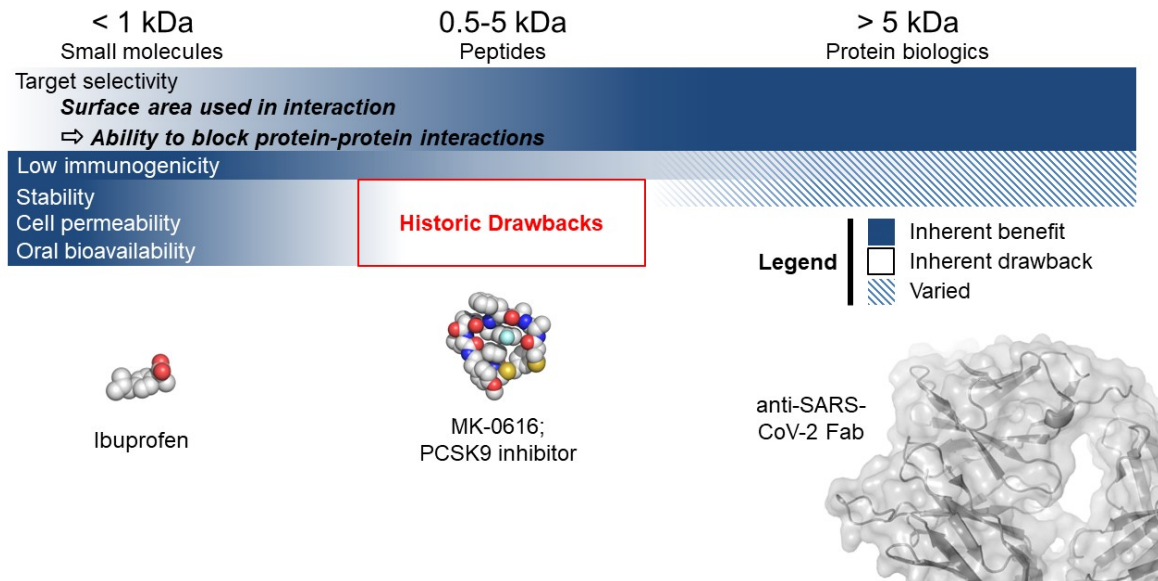 < 1 kDa
Small molecules
0.5-5 kDa
Peptides
> 5 kDa
Protein biologics
Target selectivity
Surface area used in interaction
⇨ Ability to block protein-protein interactions
Low immunogenicity
Stability
Cell permeability
Oral bioavailability
Historic Drawbacks
Legend
Inherent benefit
Inherent drawback
Varied
Ibuprofen
MK-0616;
PCSK9 inhibitor
anti-SARS-
CoV-2 Fab